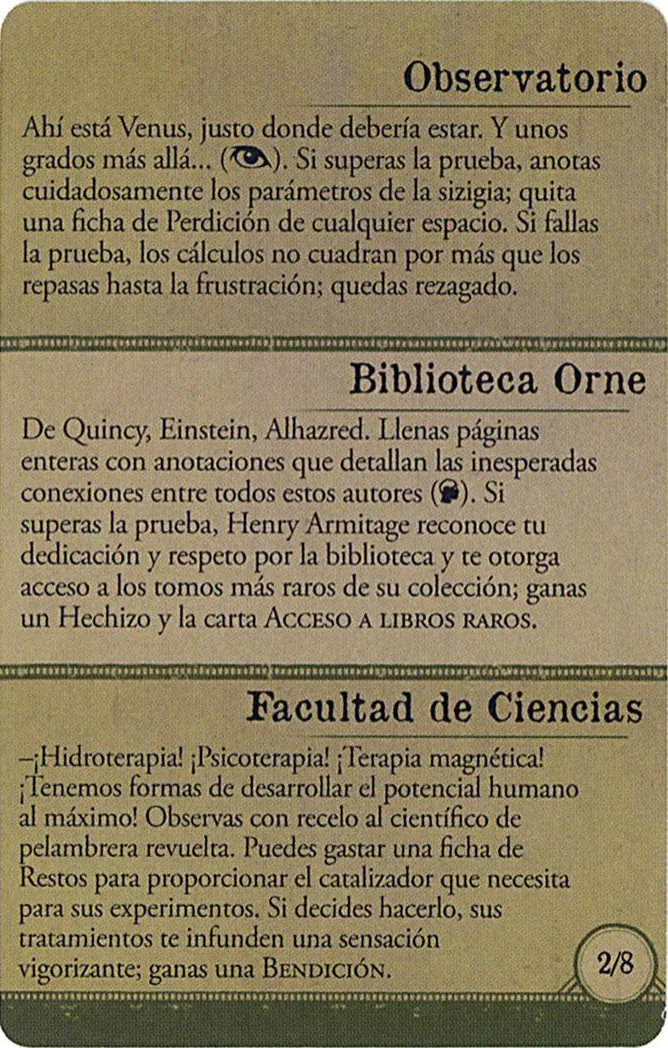 Observatorio
Ahí está Venus, justo donde debería estar. Y unos
grados más allá... (). Si superas la prueba, anotas
cuidadosamente los parámetros de la sizigia; quita
una ficha de Perdición de cualquier espacio. Si fallas
la prueba, los cálculos no cuadran por más que los
repasas hasta la frustración; quedas rezagado.
Biblioteca Orne
De Quincy, Einstein, Alhazred. Llenas páginas
enteras con anotaciones que detallan las inesperadas
conexiones entre todos estos autores (). Si
superas la prueba, Henry Armitage reconoce tu
dedicación y respeto por la biblioteca y te otorga
acceso a los tomos más raros de su colección; ganas
un Hechizo y la carta ACCESO A LIBROS RAROS.
Facultad de Ciencias
–¡Hidroterapia! ¡Psicoterapia! ¡Terapia magnética!
¡Tenemos formas de desarrollar el potencial humano
al máximo! Observas con recelo al científico de
pelambrera revuelta. Puedes gastar una ficha de
Restos para proporcionar el catalizador que necesita
para sus experimentos. Si decides hacerlo, sus
tratamientos te infunden una sensación
vigorizante; ganas una BENDICIÓN.
2/8